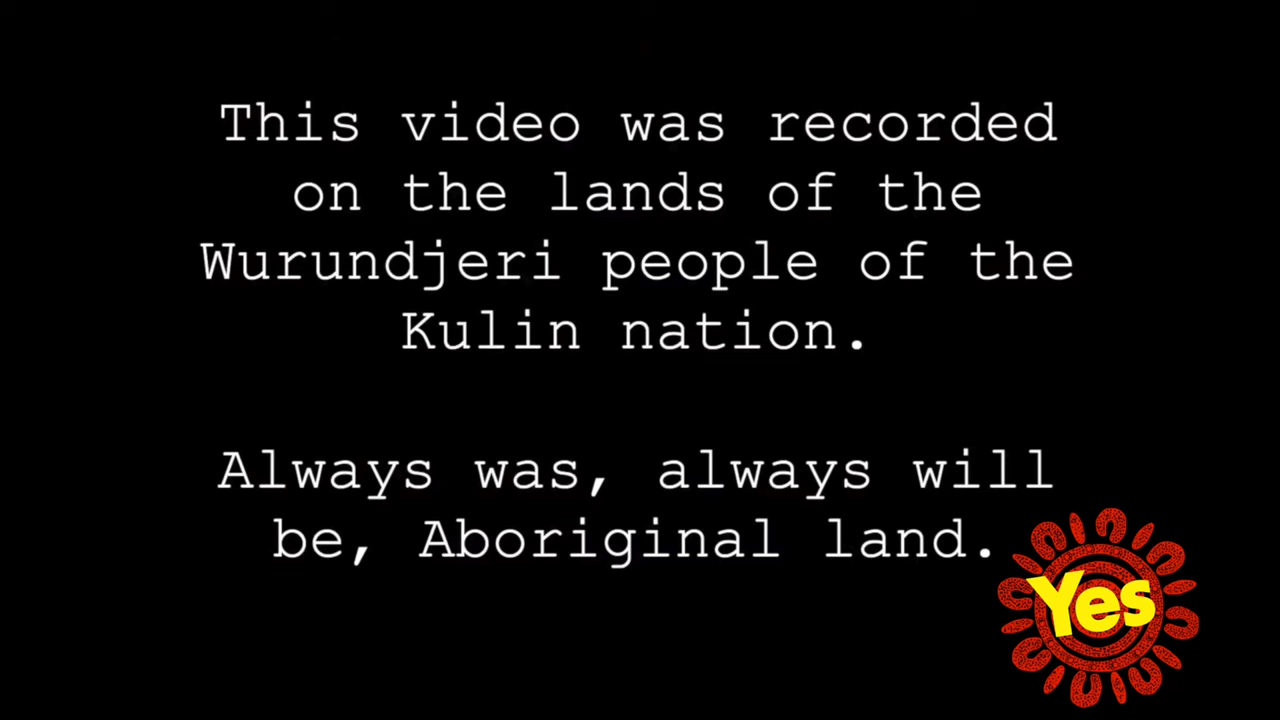 This video was recorded
on the lands of the
Wurundjeri people of the
Kulin nation.
Always was, always will
be, Aboriginal land.
Yes